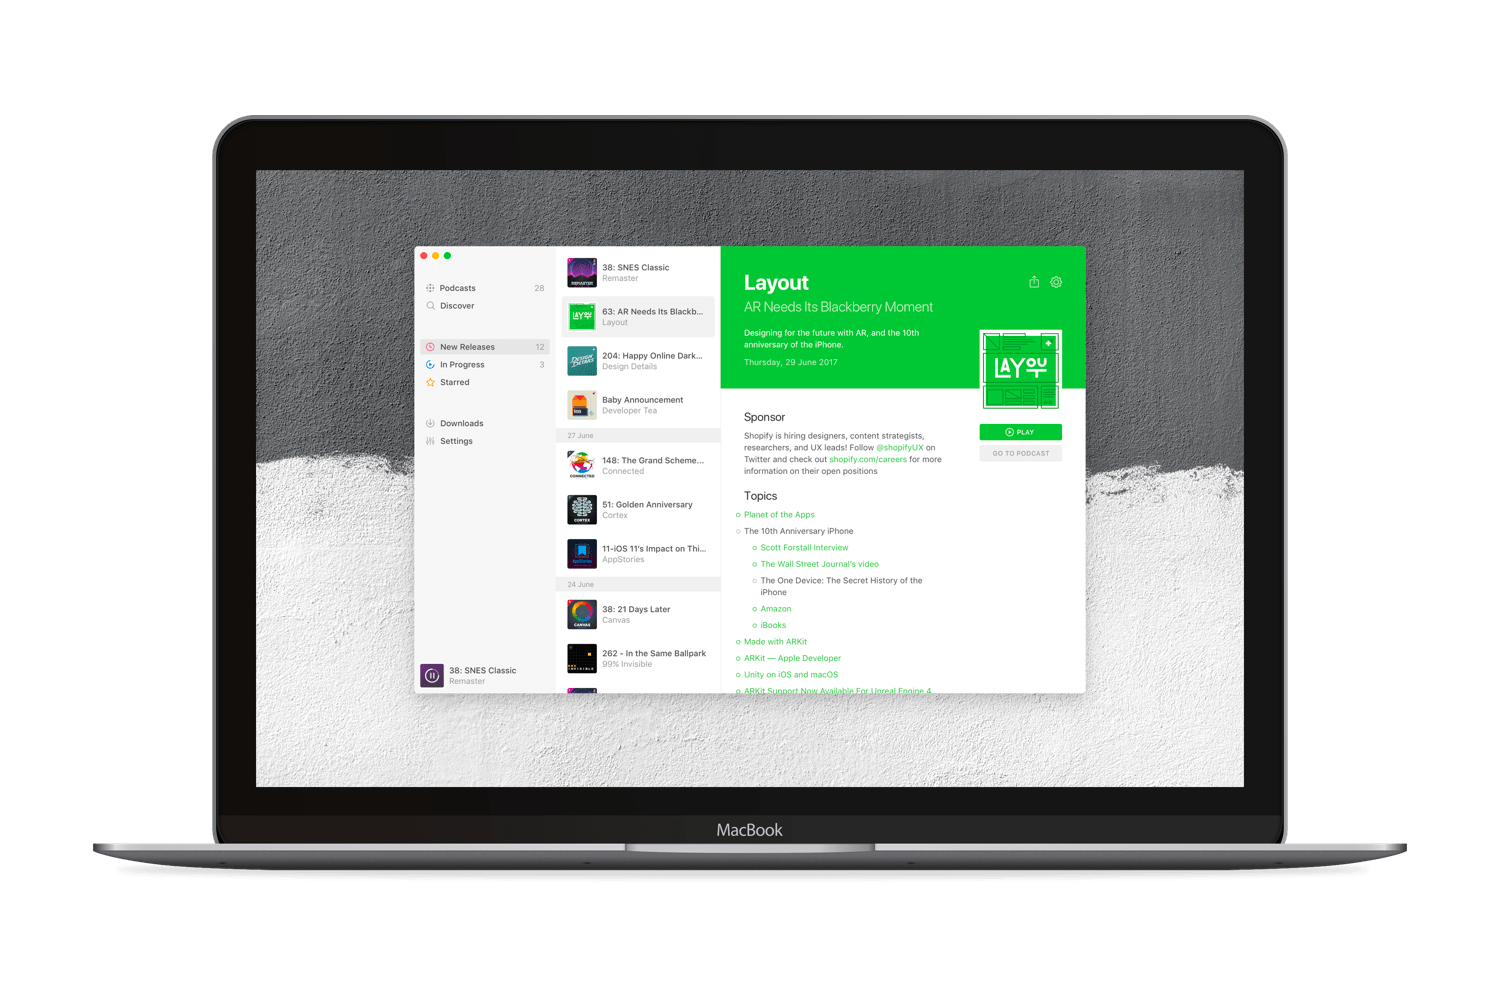 Podcasts 28
Discover
New Releases 12
In Progress 3
Starred
Downloads
Settings
38: SNES Classic
Remaster
REMASTER
38: SNES Classic
Remaster
LAYOUT
63: AR Needs Its Blackb...
Layout
DESIGN
DETAILS
204: Happy Online Dark...
Design Details
Baby Announcement
Developer Tea
27 June
CONNECTED
148: The Grand Scheme...
Connected
CORTEX
51: Golden Anniversary
Cortex
11-iOS 11's Impact on Thi...
AppStories
24 June
CANVAS
38: 21 Days Later
Canvas
262 - In the Same Ballpark
99% Invisible
Layout
AR Needs Its Blackberry Moment
Designing for the future with AR, and the 10th
anniversary of the iPhone.
Thursday, 29 June 2017
LAYOUT
PLAY
GO TO PODCAST
Sponsor
Shopify is hiring designers, content strategists,
researchers, and UX leads! Follow @shopifyUX on
Twitter and check out shopify.com/careers for more
information on their open positions
Topics
Planet of the Apps
The 10th Anniversary iPhone
Scott Forstall Interview
The Wall Street Journal's video
The One Device: The Secret History of the
iPhone
Amazon
iBooks
Made with ARKit
ARKit — Apple Developer
Unity on iOS and macOS
ARKit Support Now Available For Unreal Engine 4
MacBook